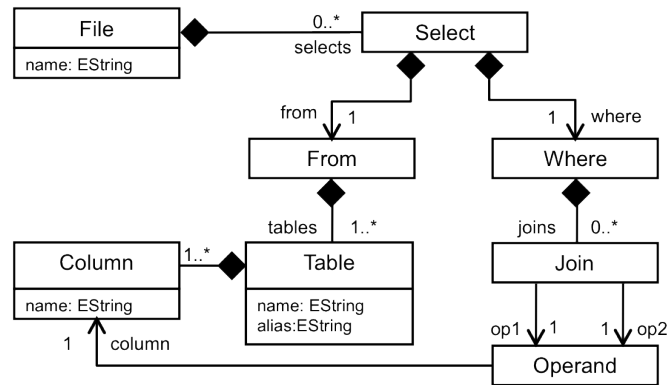 File
name: EString
0..*
selects
Select
from
1
1
where
From
Where
tables
1..*
joins
0..*
Column
name: EString
1..*
Table
name: EString
alias:EString
Join
op1
1
1
op2
1
column
Operand